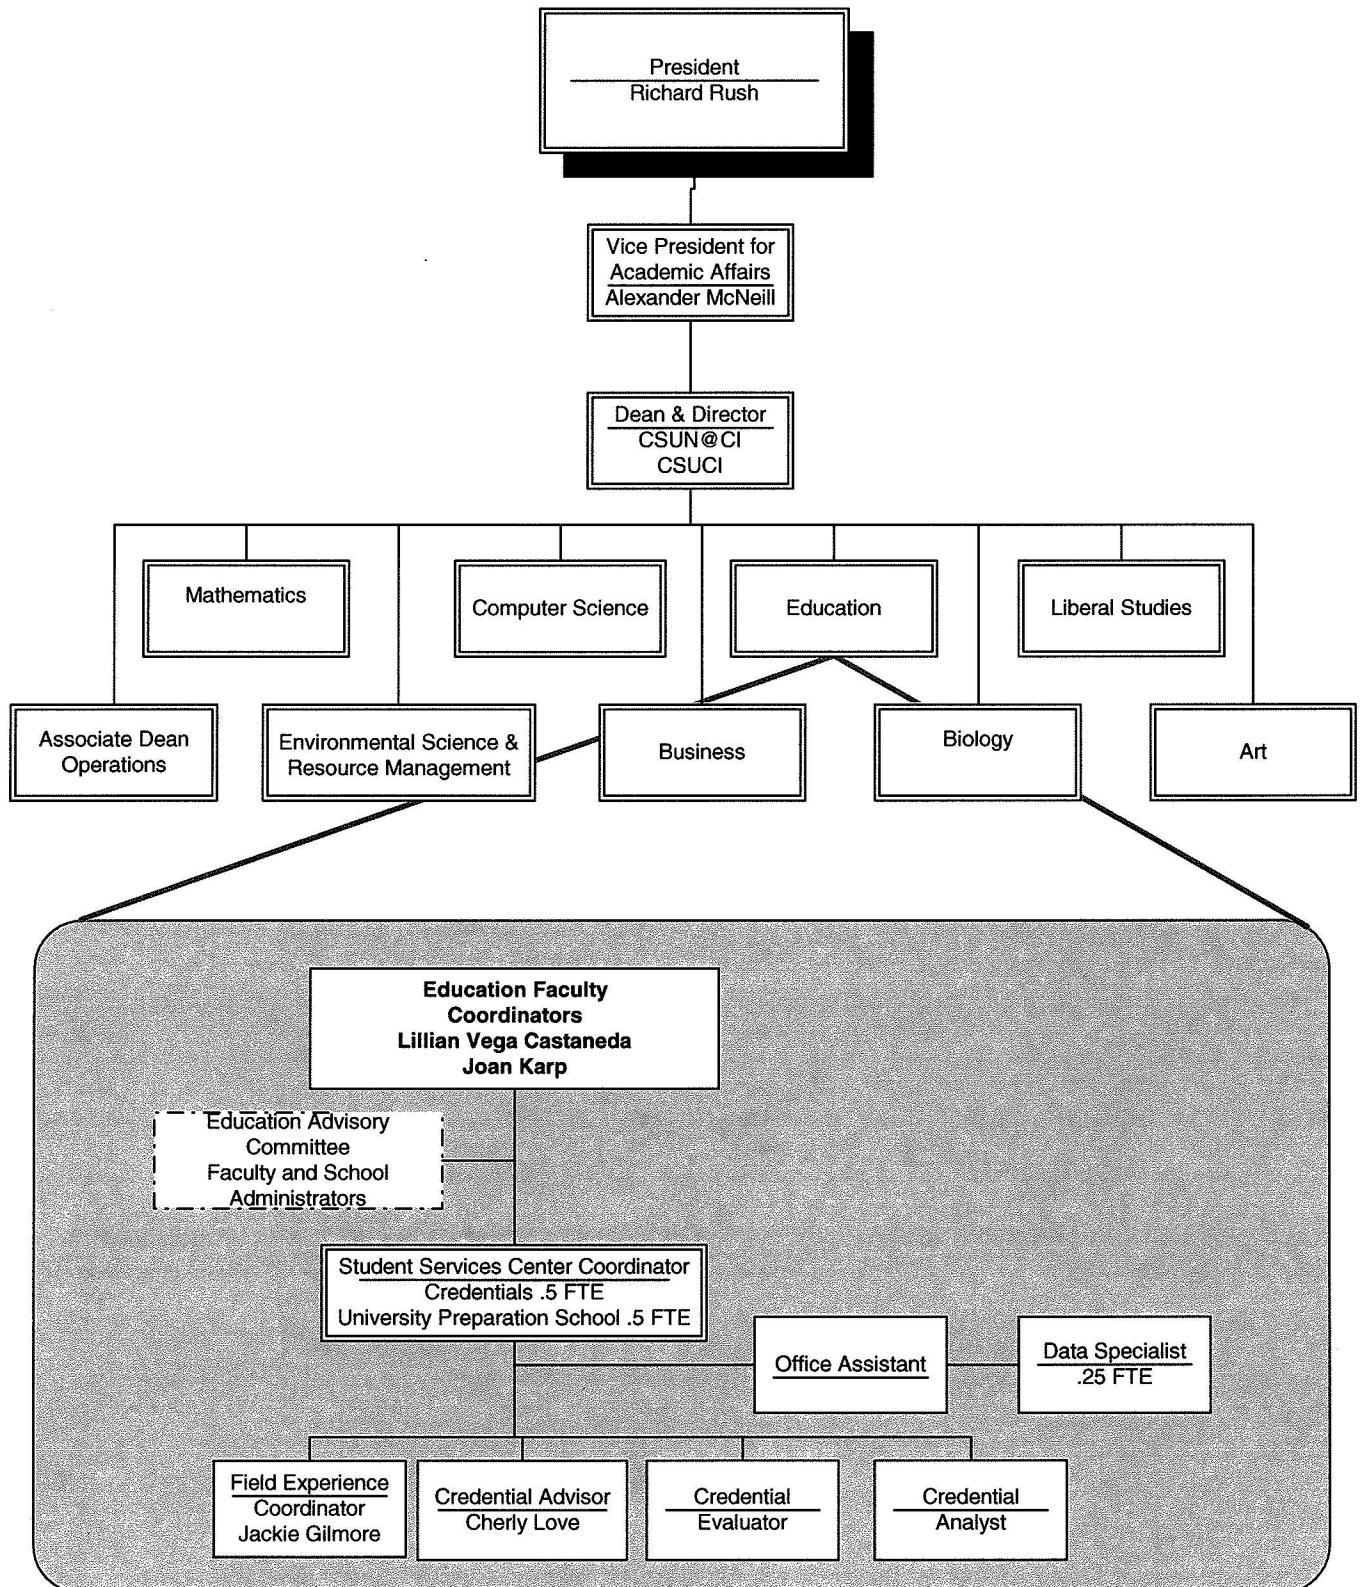 President
Richard Rush
Vice President for
Academic Affairs
Alexander McNeill
Dean & Director
CSUN@CI
CSUCI
Mathematics
Computer Science
Education
Liberal Studies
Associate Dean
Operations
Environmental Science &
Resource Management
Business
Biology
Art
Education Faculty
Coordinators
Lillian Vega Castaneda
Joan Karp
Education Advisory
Committee
Faculty and School
Administrators
Student Services Center Coordinator
Credentials .5 FTE
University Preparation School .5 FTE
Office Assistant
Data Specialist
.25 FTE
Field Experience
Coordinator
Jackie Gilmore
Credential Advisor
Cherly Love
Credential
Evaluator
Credential
Analyst